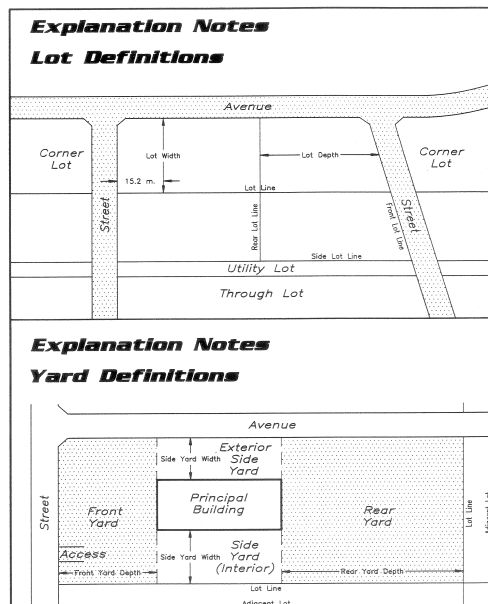 Explanation Notes
Lot Definitions
Avenue
Corner
Lot
Lot Width
Lot Depth
Corner
Lot
15.2 m.
Lot Line
Street
Rear Lot Line
Front Lot Line
Street
Side Lot Line
Utility Lot
Through Lot
Explanation Notes
Yard Definitions
Avenue
Exterior
Side
Yard
Side Yard Width
Street
Front
Yard
Principal
Building
Rear
Yard
Lot Line
Access
Side Yard Width
Side
Yard
(Interior)
Front Yard Depth
Rear Yard Depth
Lot Line
Adjacent Lot